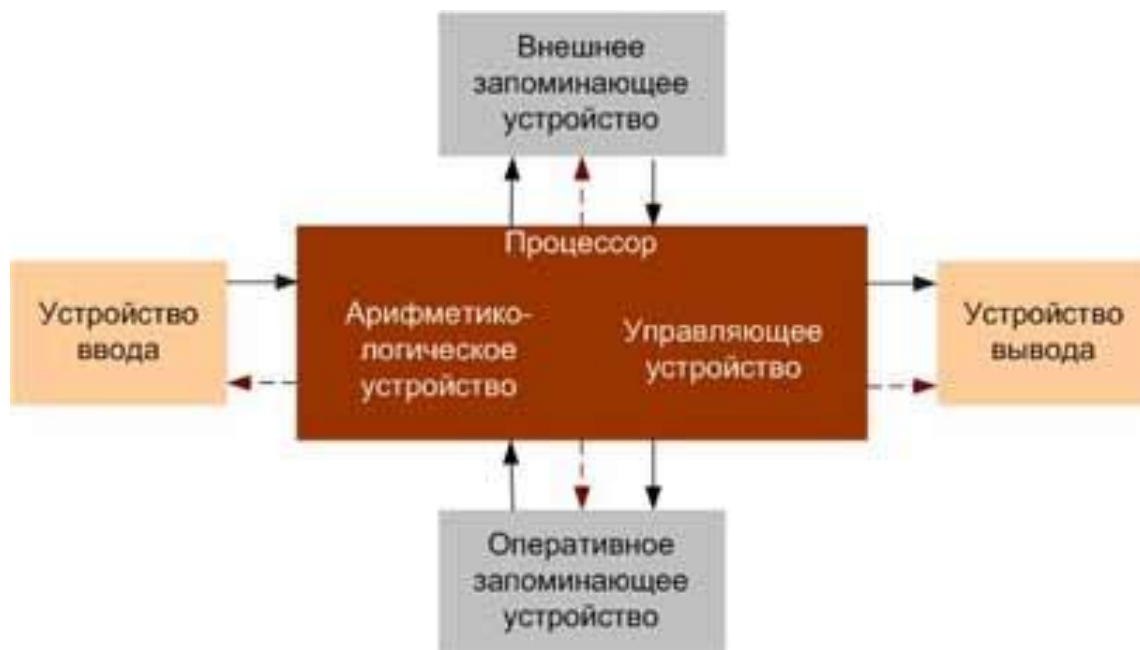 Внешнее
запоминающее
устройство
Процессор
Устройство
ввода
Арифметико-
логическое
устройство
Управляющее
устройство
Устройство
вывода
Оперативное
запоминающее
устройство